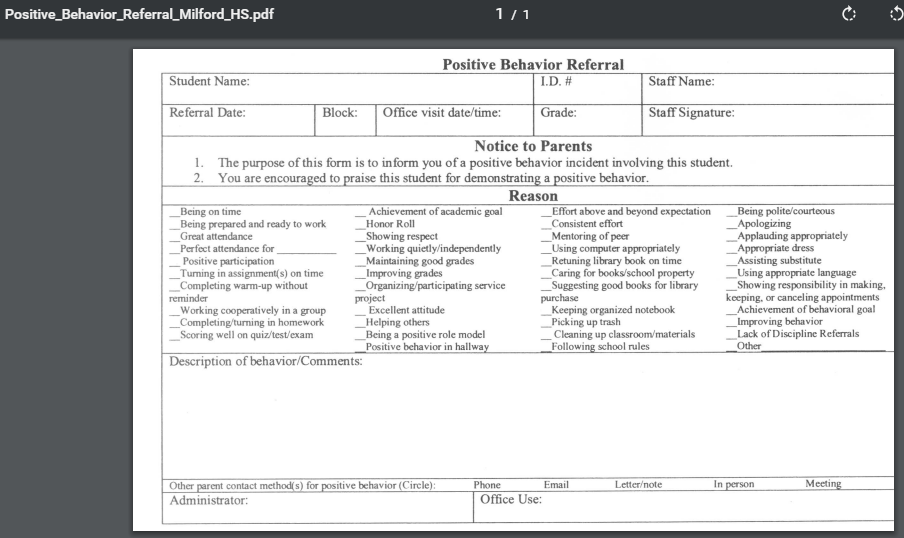 Positive_Behavior_Referral_Milford_HS.pdf 1 / 1
Positive Behavior Referral
Student Name: I.D. # Staff Name:
Referral Date: Block: Office visit date/time: Grade: Staff Signature:
Notice to Parents
1. The purpose of this form is to inform you of a positive behavior incident involving this student.
2. You are encouraged to praise this student for demonstrating a positive behavior.
Reason
__Being on time
__Being prepared and ready to work
__Great attendance
__Perfect attendance for ____________
__ Positive participation
__Turning in assignment(s) on time
__Completing warm-up without
reminder
__Working cooperatively in a group
__Completing/turning in homework
__Scoring well on quiz/test/exam
__ Achievement of academic goal
__Honor Roll
__Showing respect
__Working quietly/independently
__Maintaining good grades
__Improving grades
__Organizing/participating service
project
__ Excellent attitude
__Helping others
__Being a positive role model
__Positive behavior in hallway
__Effort above and beyond expectation
__Consistent effort
__Mentoring of peer
__Using computer appropriately
__Retuning library book on time
__Caring for books/school property
__Suggesting good books for library
purchase
__Keeping organized notebook
__Picking up trash
__ Cleaning up classroom/materials
__Following school rules
__Being polite/courteous
__Apologizing
__Applauding appropriately
__Appropriate dress
__Assisting substitute
__Using appropriate language
__Showing responsibility in making,
keeping, or canceling appointments
__Achievement of behavioral goal
__Improving behavior
__Lack of Discipline Referrals
__Other_________________________
Description of behavior/Comments:
Other parent contact method(s) for positive behavior (Circle): Phone Email Letter/note In person Meeting
Administrator: Office Use: